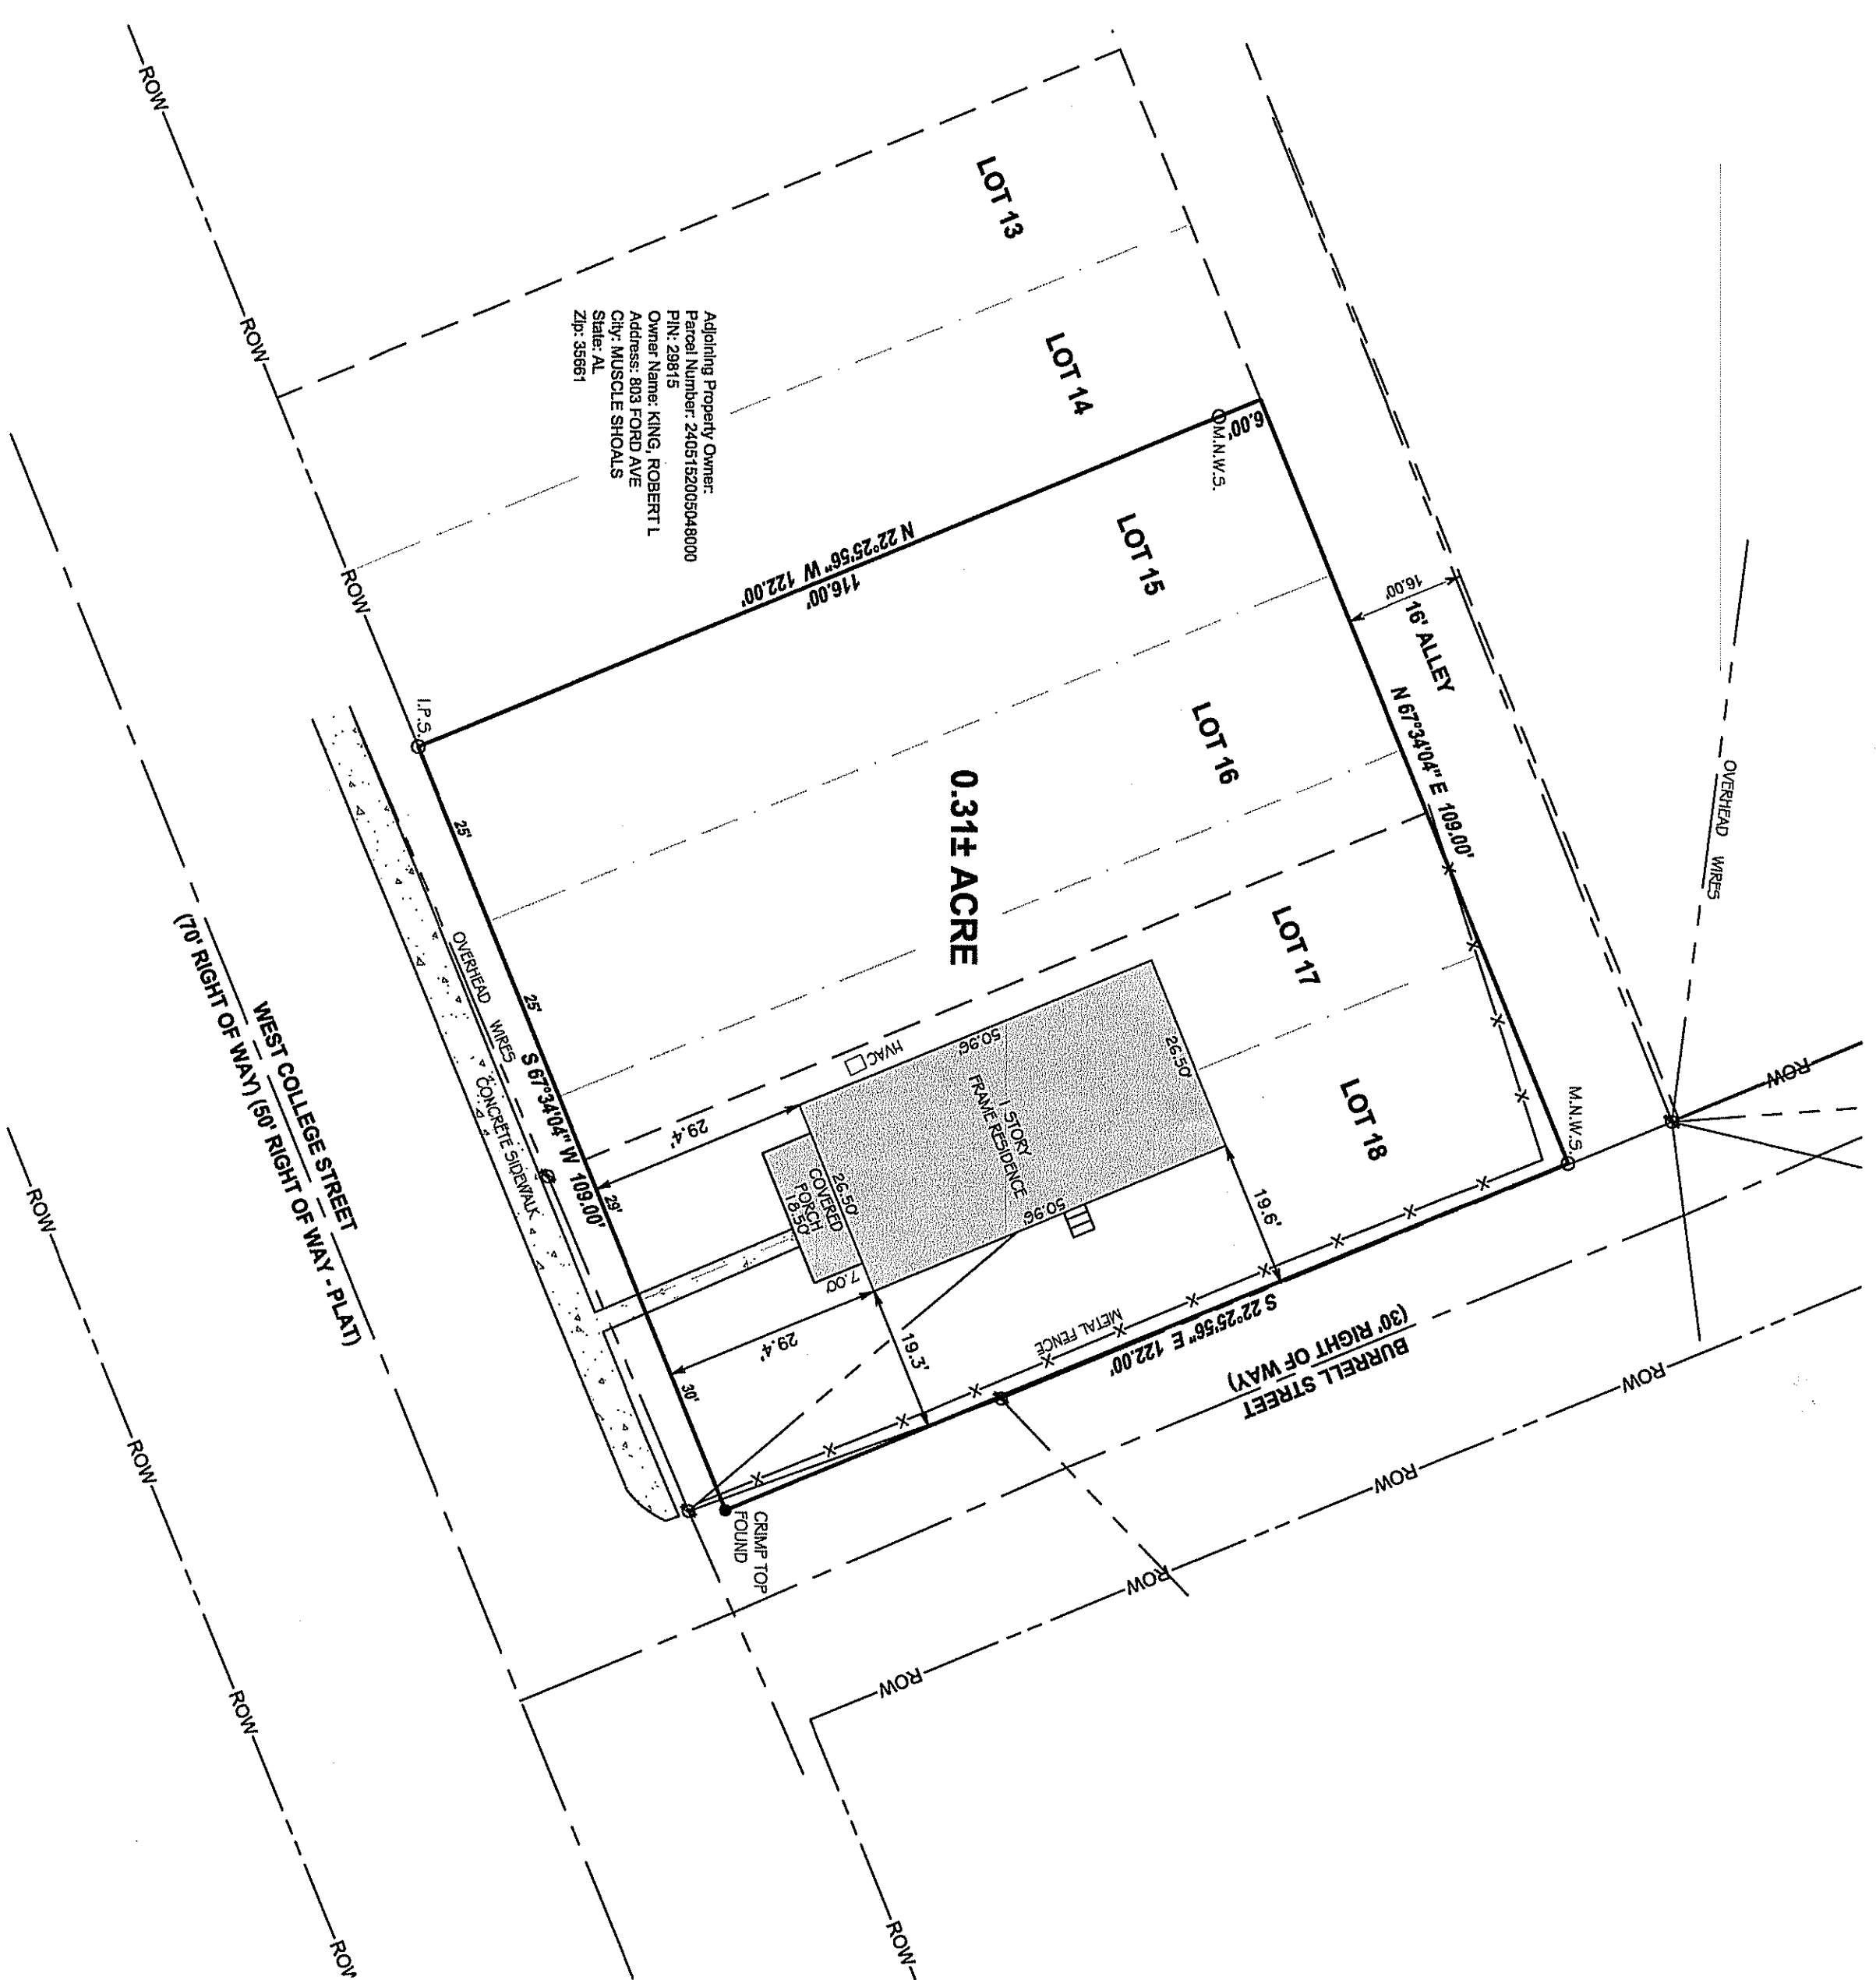 LOT 13
LOT 14
LOT 15
LOT 16
LOT 17
LOT 18
Adjoining Property Owner:
Parcel Number: 2405152005048000
PIN: 29815
Owner Name: KING, ROBERT L
Address: 803 FORD AVE
City: MUSCLE SHOALS
State: AL
Zip: 35661
6.00'
M.N.W.S.
N 22°25'56" W 122.00'
116.00'
I.P.S.
16.00'
16' ALLEY
N 67°34'04" E 109.00'
OVERHEAD WIRES
M.N.W.S.
0.31± ACRE
HVAC
50.96'
26.50'
1 STORY
FRAME RESIDENCE
50.96'
26.50'
COVERED
PORCH
18.50'
7.00'
29.4'
29.4'
19.6'
19.3'
METAL FENCE
S 22°25'56" E 122.00'
BURRELL STREET
(30' RIGHT OF WAY)
25'
25'
29'
30'
S 67°34'04" W 109.00'
OVERHEAD WIRES
CONCRETE SIDEWALK
CRIMP TOP
FOUND
WEST COLLEGE STREET
(70' RIGHT OF WAY) (50' RIGHT OF WAY - PLAT)
ROW
ROW
ROW
ROW
ROW
ROW
ROW
ROW
ROW
ROW
ROW
ROW
ROW